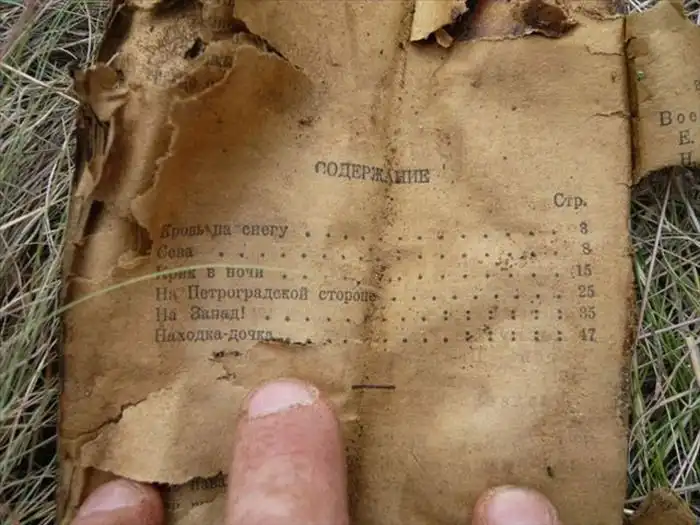 СОДЕРЖАНИЕ
Стр.
Кровь на снегу . . . . . . . . . . . . . 3
Сева . . . . . . . . . . . . . . . . . 8
Крик в ночи . . . . . . . . . . . . . . 15
На Петроградской стороне . . . . . . . . . 25
На Запад! . . . . . . . . . . . . . . . 35
Находка-дочка . . . . . . . . . . . . . . 47
Вое
Е.
Н.